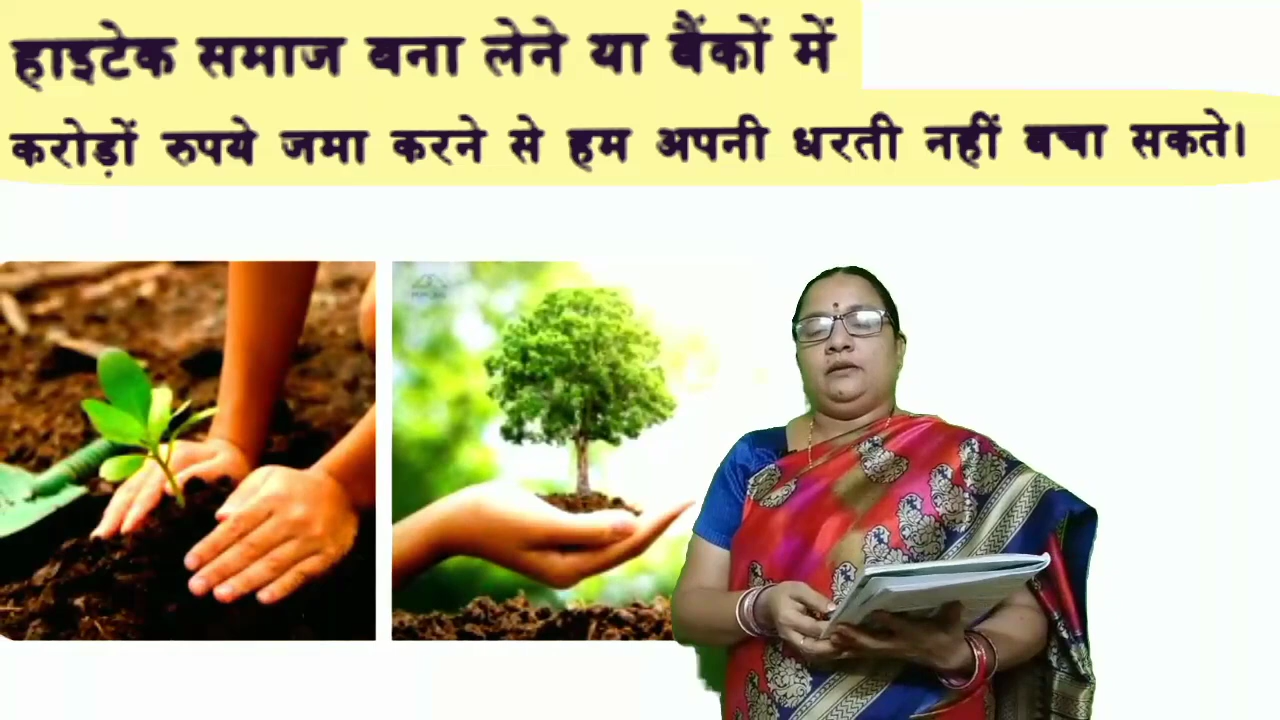 हाइटेक समाज बना लेने या बैंकों में
करोड़ों रुपये जमा करने से हम अपनी धरती नहीं बचा सकते।